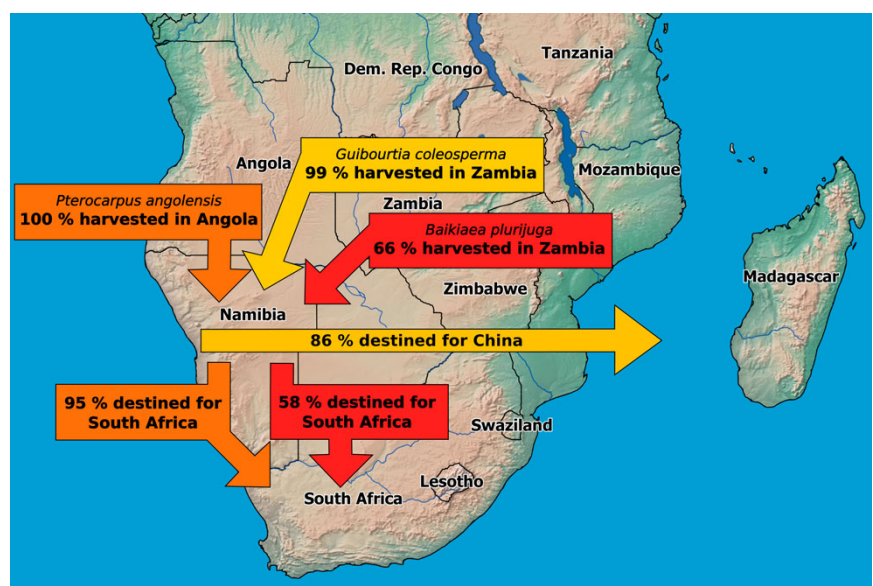 Tanzania
Dem. Rep. Congo
Guibourtia coleosperma
99 % harvested in Zambia
Angola
Mozambique
Pterocarpus angolensis
100 % harvested in Angola
Zambia
Baikiaea plurijuga
66 % harvested in Zambia
Madagascar
Zimbabwe
Namibia
86 % destined for China
95 % destined for
South Africa
58 % destined for
South Africa
Swaziland
Lesotho
South Africa